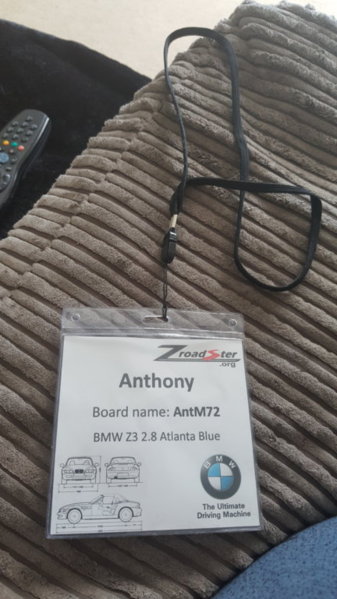 ZroadSter
.org
Anthony
Board name: AntM72
BMW Z3 2.8 Atlanta Blue
BMW
The Ultimate
Driving Machine